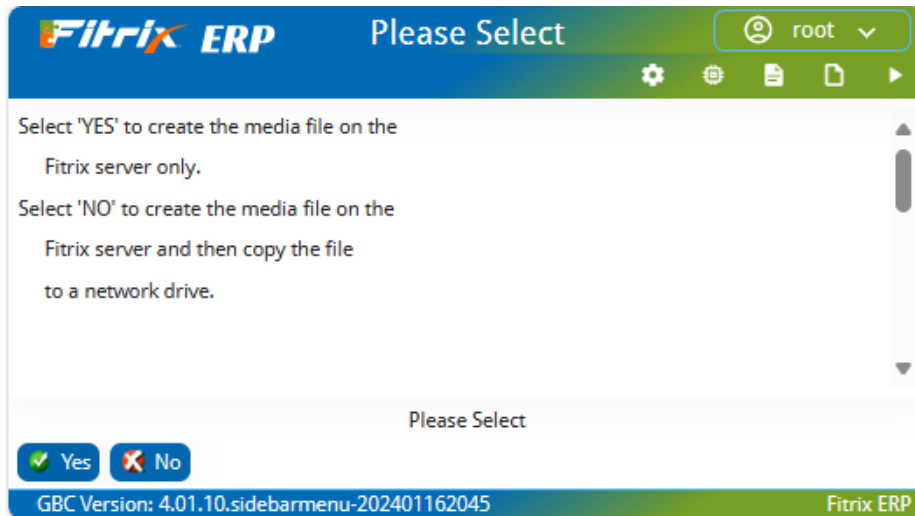 Fitrix ERP Please Select root
Select 'YES' to create the media file on the
Fitrix server only.
Select 'NO' to create the media file on the
Fitrix server and then copy the file
to a network drive.
Please Select
Yes No
GBC Version: 4.01.10.sidebarmenu-202401162045 Fitrix ERP